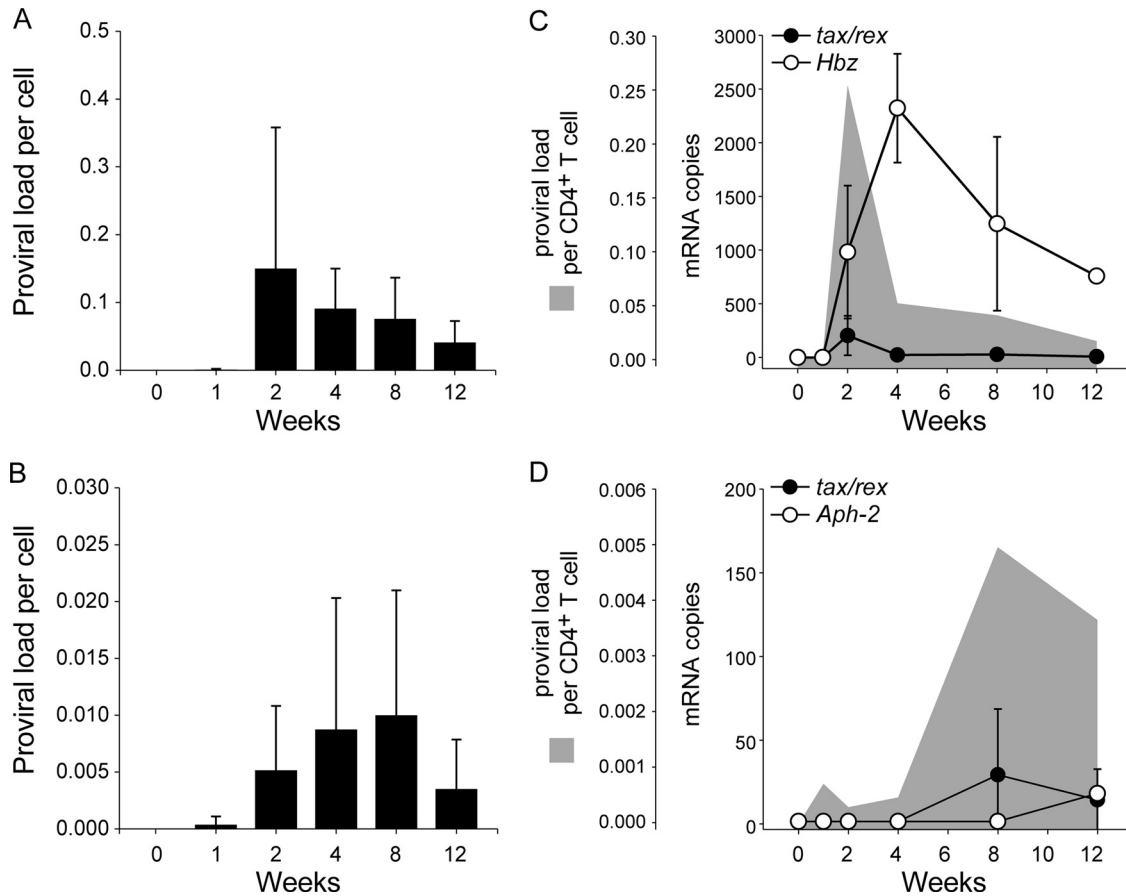 A
Proviral load per cell
0.5
0.4
0.3
0.2
0.1
0.0
0 1 2 4 8 12
Weeks
C
proviral load
per CD4+ T cell
0.30
0.25
0.20
0.15
0.10
0.05
0.00
mRNA copies
3000
2500
2000
1500
1000
500
0
tax/rex
Hbz
0 2 4 6 8 10 12
Weeks
B
Proviral load per cell
0.030
0.025
0.020
0.015
0.010
0.005
0.000
0 1 2 4 8 12
Weeks
D
proviral load
per CD4+ T cell
0.006
0.005
0.004
0.003
0.002
0.001
0.000
mRNA copies
200
150
100
50
0
tax/rex
Aph-2
0 2 4 6 8 10 12
Weeks